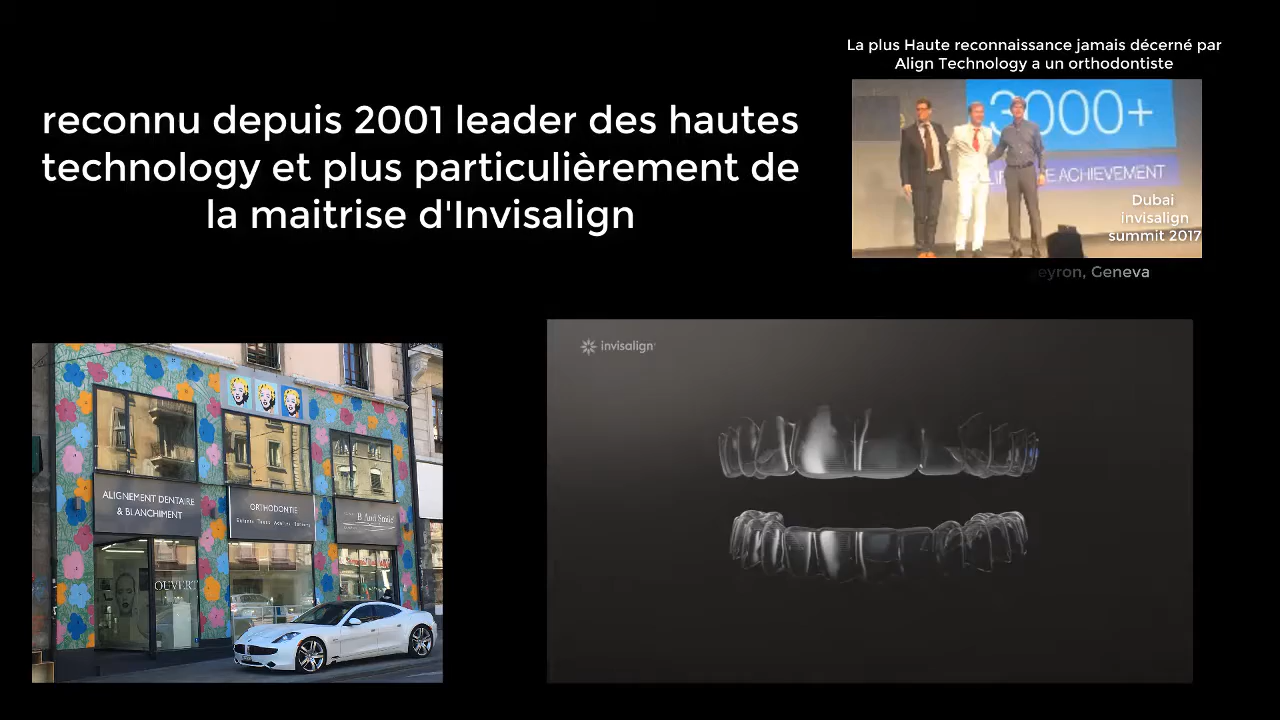 La plus Haute reconnaissance jamais décerné par
Align Technology a un orthodontiste
reconnu depuis 2001 leader des hautes
technology et plus particulièrement de
la maitrise d'Invisalign
3000+
ACHIEVEMENT
Dubai
invisalign
summit 2017
eyron, Geneva
invisalign
ALIGNEMENT DENTAIRE
& BLANCHIMENT
ORTHODONTIE
B And Smile
OUVERT